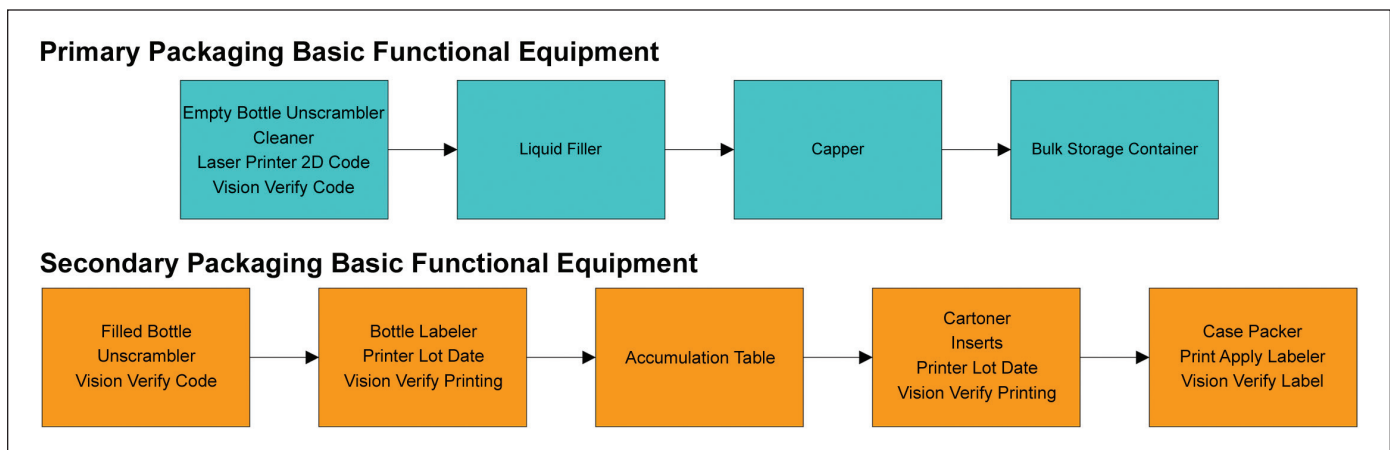 Primary Packaging Basic Functional Equipment
Empty Bottle Unscrambler
Cleaner
Laser Printer 2D Code
Vision Verify Code
Liquid Filler
Capper
Bulk Storage Container
Secondary Packaging Basic Functional Equipment
Filled Bottle
Unscrambler
Vision Verify Code
Bottle Labeler
Printer Lot Date
Vision Verify Printing
Accumulation Table
Cartoner
Inserts
Printer Lot Date
Vision Verify Printing
Case Packer
Print Apply Labeler
Vision Verify Label